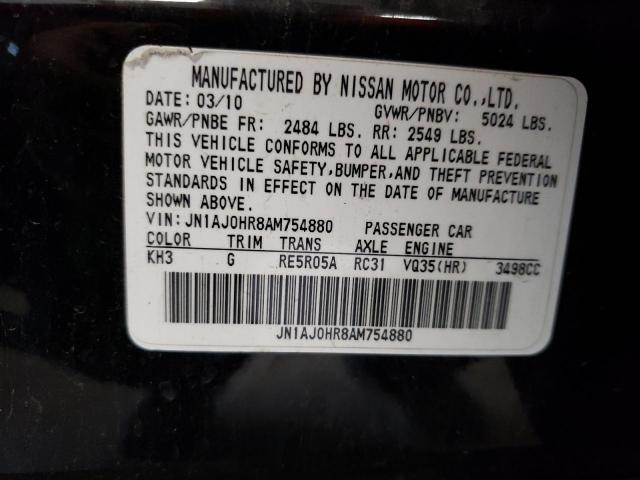 MANUFACTURED BY NISSAN MOTOR CO.,LTD.
DATE: 03/10 GVWR/PNBV: 5024 LBS.
GAWR/PNBE FR: 2484 LBS. RR: 2549 LBS.
THIS VEHICLE CONFORMS TO ALL APPLICABLE FEDERAL
MOTOR VEHICLE SAFETY,BUMPER,AND THEFT PREVENTION
STANDARDS IN EFFECT ON THE DATE OF MANUFACTURE
SHOWN ABOVE.
VIN:JN1AJ0HR8AM754880 PASSENGER CAR
COLOR TRIM TRANS AXLE ENGINE
KH3 G RE5R05A RC31 VQ35(HR) 3498CC
JN1AJ0HR8AM754880